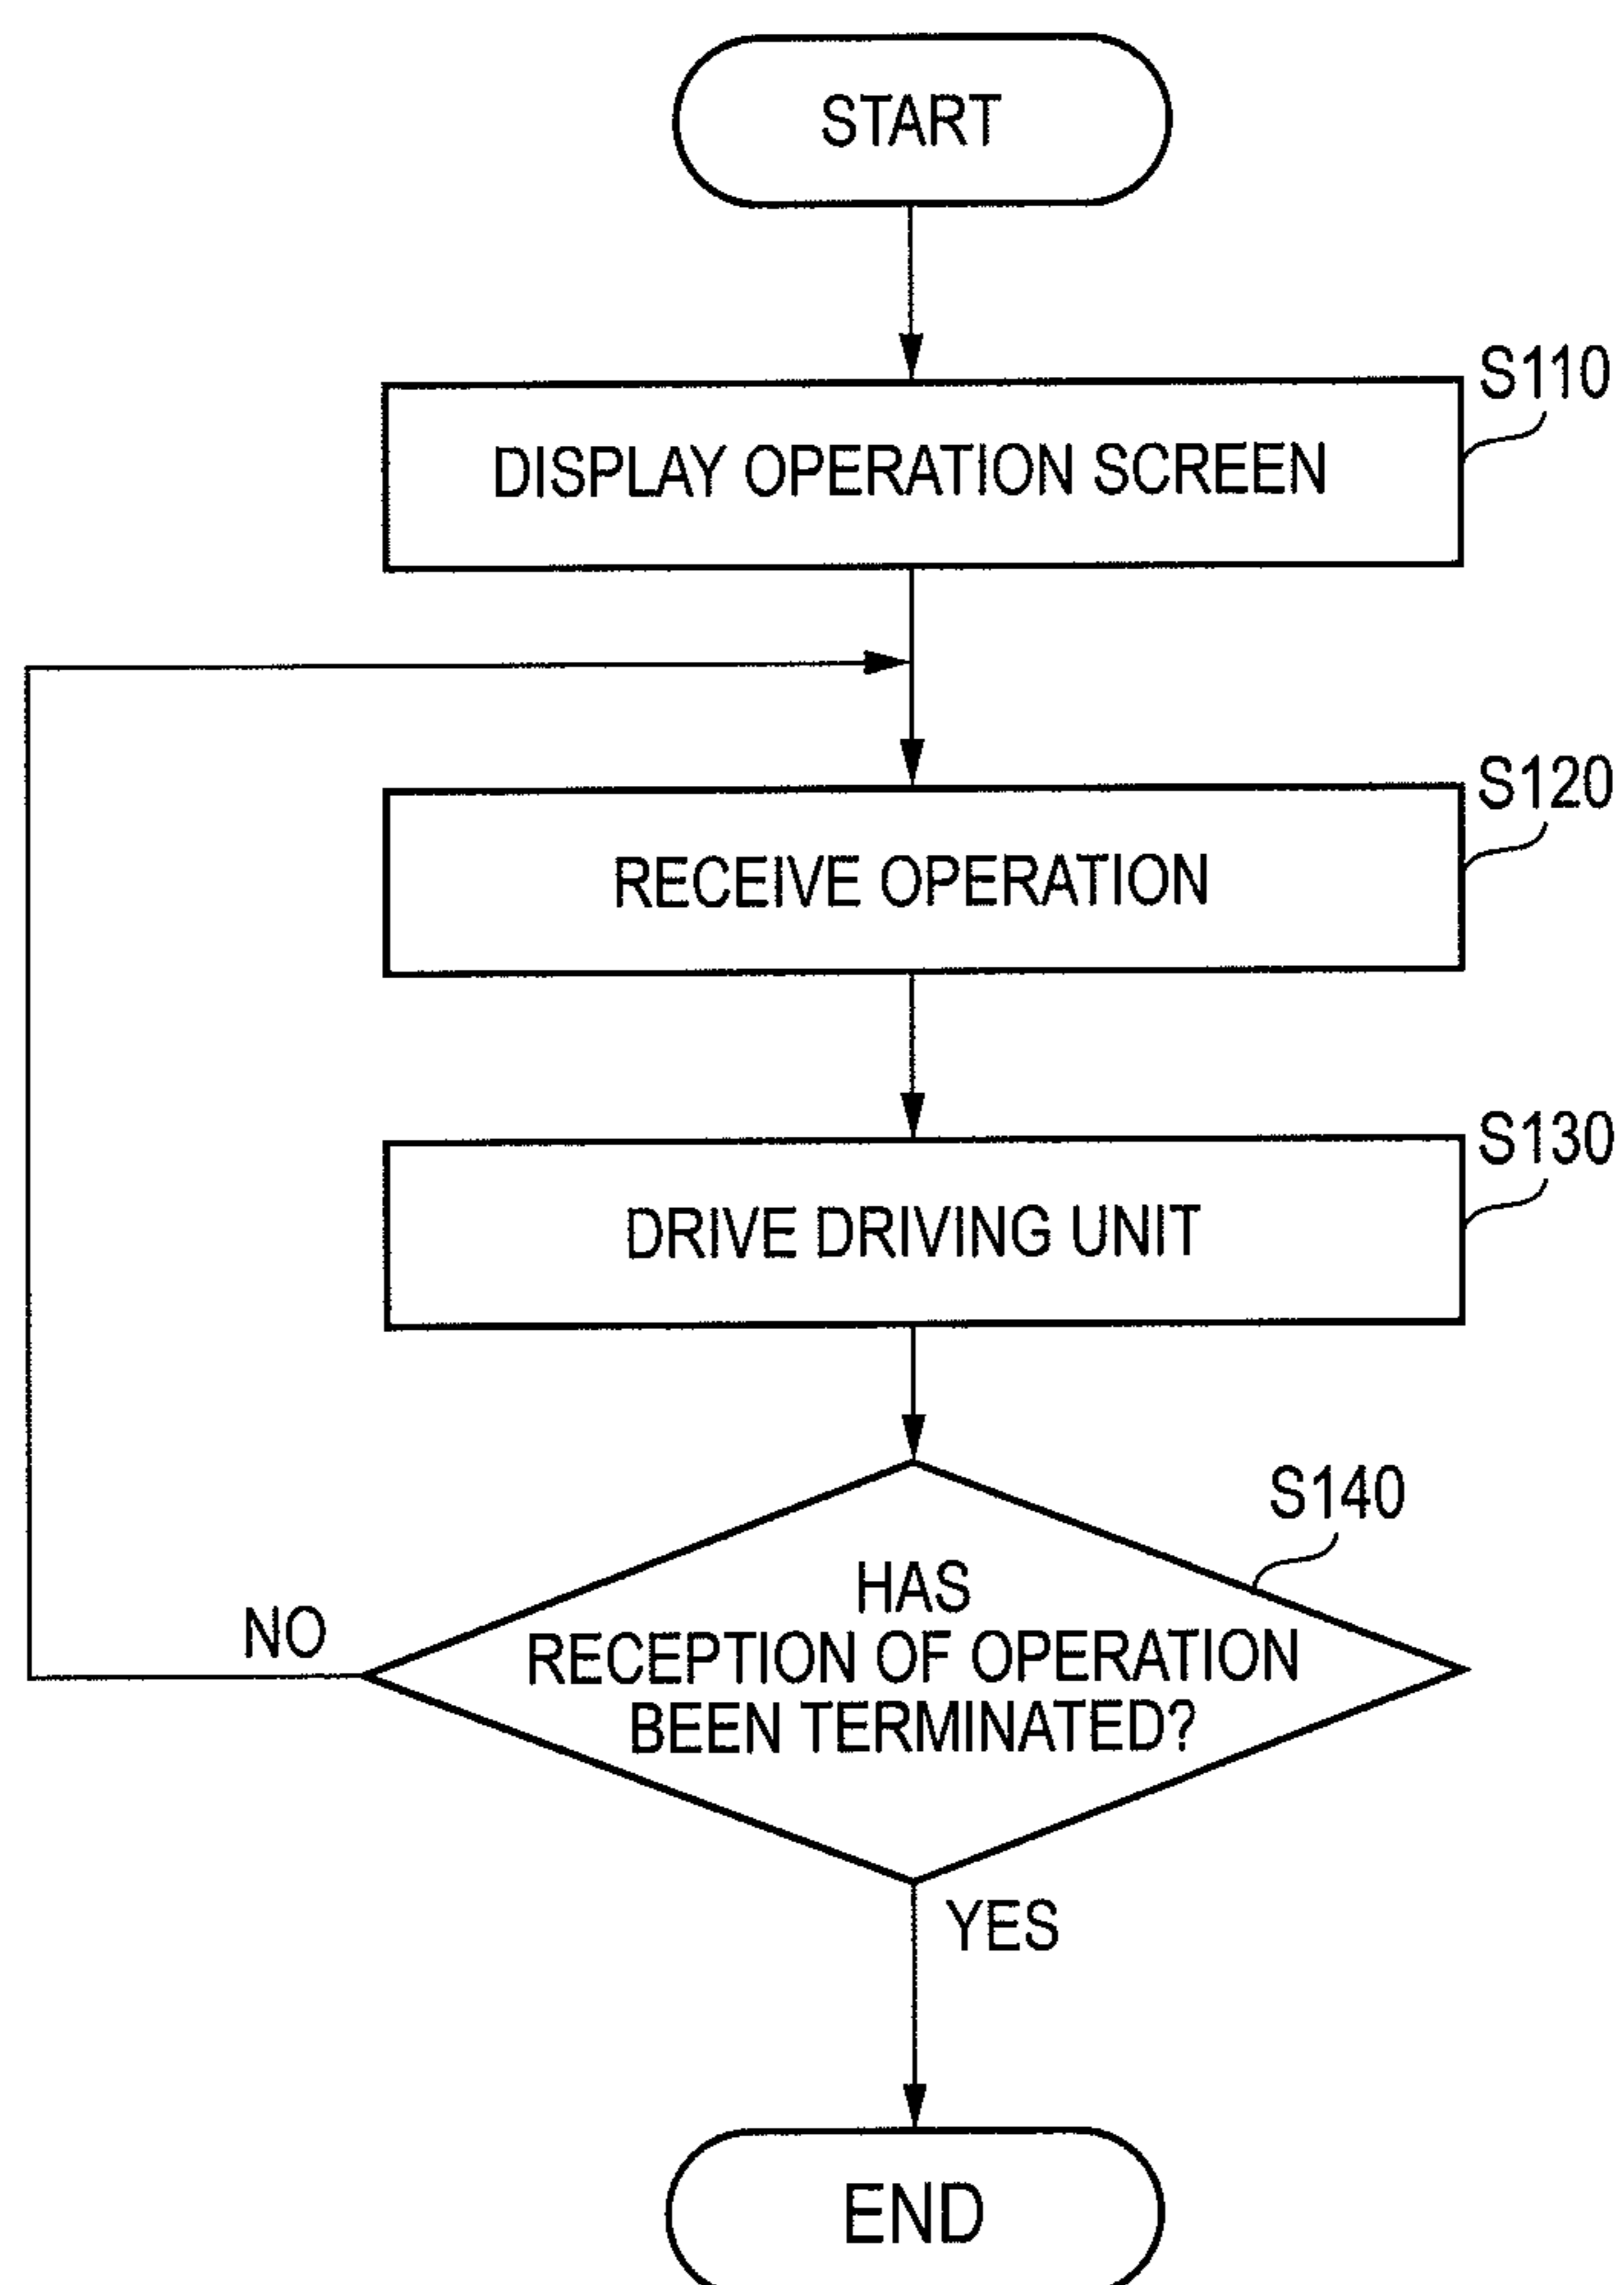 START
S110
DISPLAY OPERATION SCREEN
S120
RECEIVE OPERATION
S130
DRIVE DRIVING UNIT
S140
HAS
RECEPTION OF OPERATION
BEEN TERMINATED?
NO
YES
END